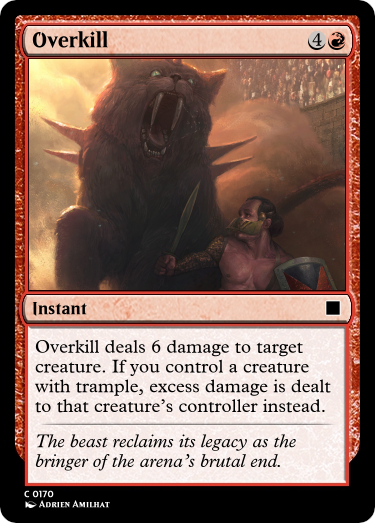 Overkill 4
Instant
Overkill deals 6 damage to target
creature. If you control a creature
with trample, excess damage is dealt
to that creature's controller instead.
The beast reclaims its legacy as the
bringer of the arena's brutal end.
C 0170
Adrien Amilhat